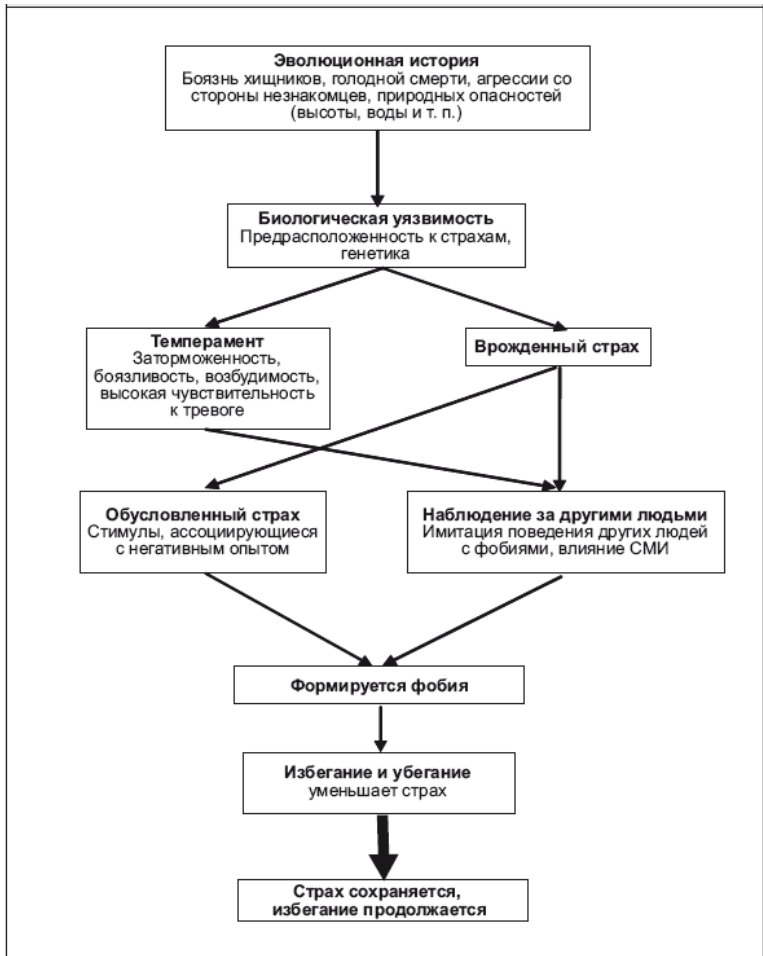 Эволюционная история
Боязнь хищников, голодной смерти, агрессии со
стороны незнакомцев, природных опасностей
(высоты, воды и т. п.)
Биологическая уязвимость
Предрасположенность к страхам,
генетика
Темперамент
Заторможенность,
боязливость, возбудимость,
высокая чувствительность
к тревоге
Врожденный страх
Обусловленный страх
Стимулы, ассоциирующиеся
с негативным опытом
Наблюдение за другими людьми
Имитация поведения других людей
с фобиями, влияние СМИ
Формируется фобия
Избегание и убегание
уменьшает страх
Страх сохраняется,
избегание продолжается